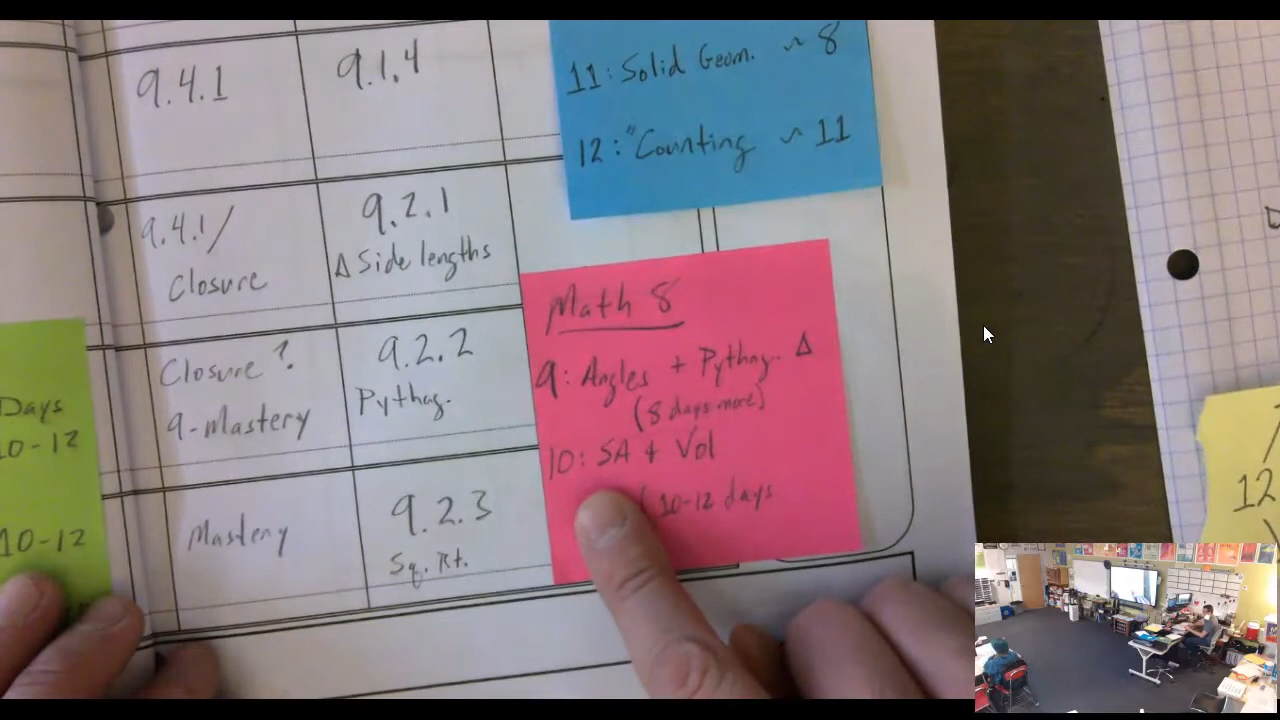 9.4.1
9.1.4
9.4.1/
Closure
9.2.1
Δ Side lengths
Closure?
9-Mastery
9.2.2
Pythag.
Mastery
9.2.3
Sq. Rt.
11: Solid Geom. ~ 8
12: "Counting ~ 11
Math 8
9: Angles + Pythag. Δ
(8 days more)
10: SA + Vol
( 10-12 days
Days
10-12
10-12
12